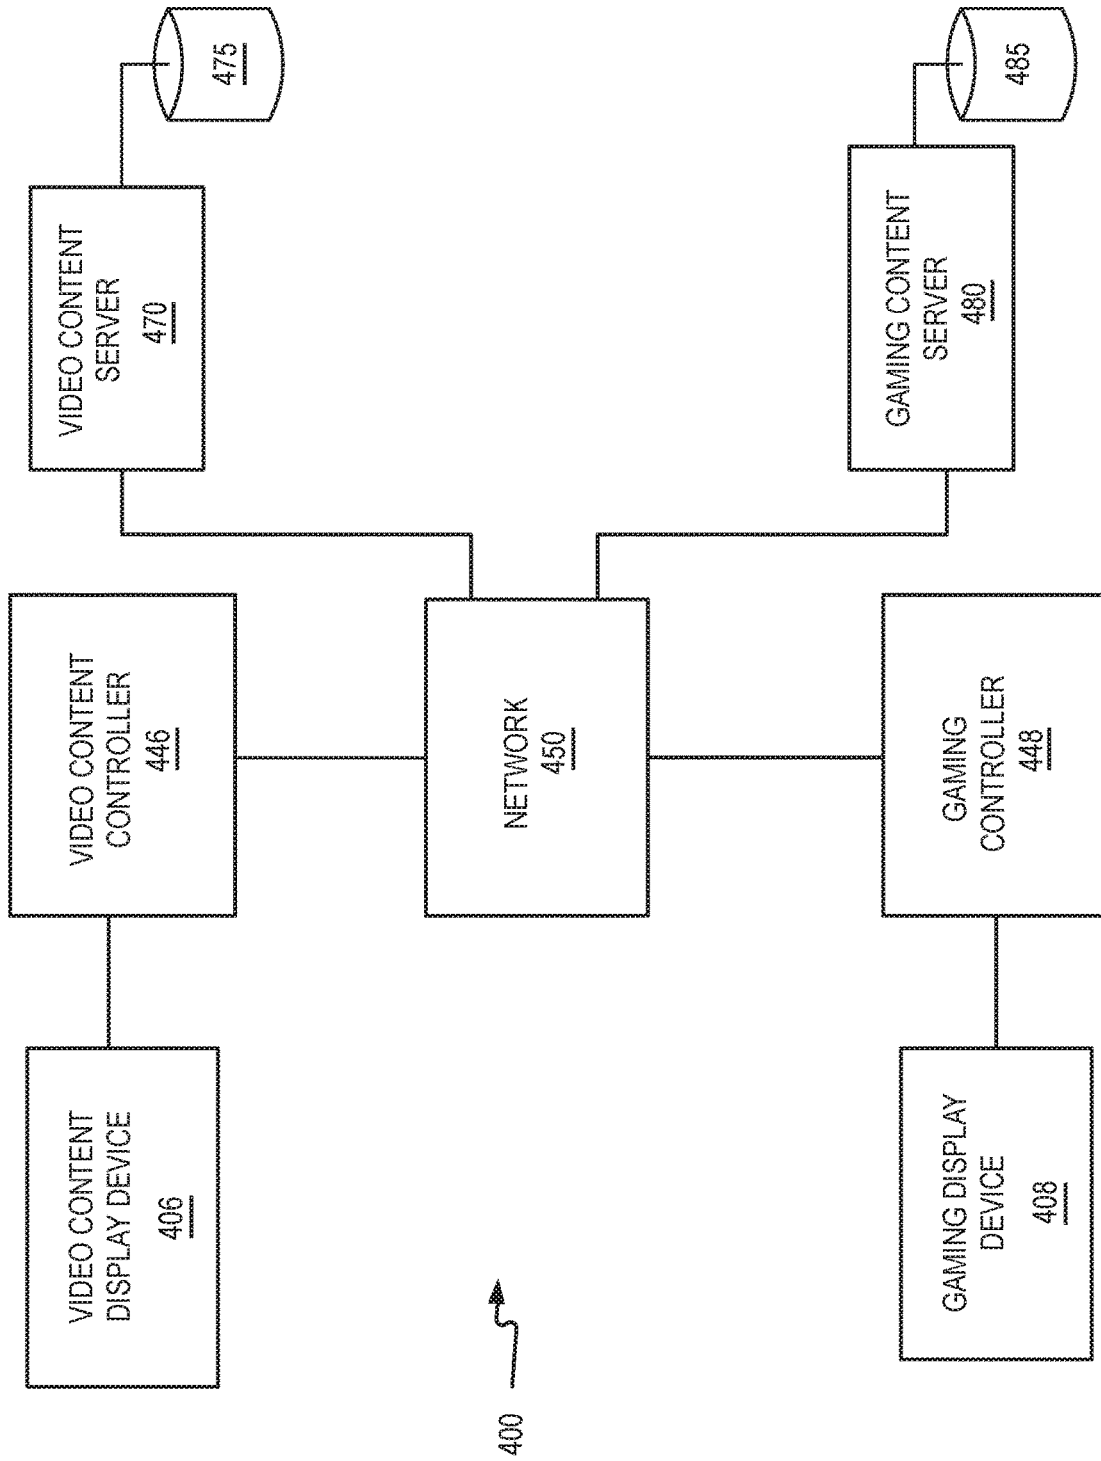 VIDEO CONTENT
DISPLAY DEVICE
406
VIDEO CONTENT
CONTROLLER
446
VIDEO CONTENT
SERVER
470
475
400
NETWORK
450
GAMING DISPLAY
DEVICE
408
GAMING
CONTROLLER
448
GAMING CONTENT
SERVER
480
485